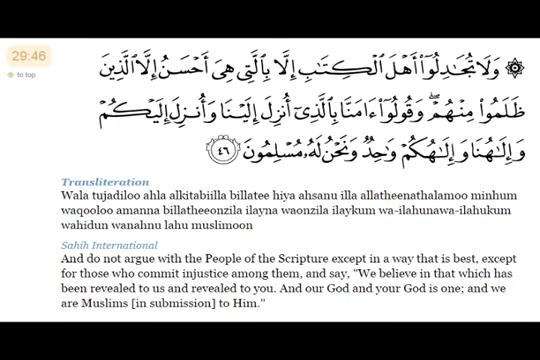 29:46
to top
۞ وَلَا تُجَٰدِلُوٓا۟ أَهْلَ ٱلْكِتَٰبِ إِلَّا بِٱلَّتِى هِىَ أَحْسَنُ إِلَّا ٱلَّذِينَ
ظَلَمُوا۟ مِنْهُمْ ۖ وَقُولُوٓا۟ ءَامَنَّا بِٱلَّذِىٓ أُنزِلَ إِلَيْنَا وَأُنزِلَ إِلَيْكُمْ
وَإِلَٰهُنَا وَإِلَٰهُكُمْ وَٰحِدٌ وَنَحْنُ لَهُۥ مُسْلِمُونَ ٤٦
Transliteration
Wala tujadiloo ahla alkitabiilla billatee hiya ahsanu illa allatheenathalamoo minhum
waqooloo amanna billatheeonzila ilayna waonzila ilaykum wa-ilahunawa-ilahukum
wahidun wanahnu lahu muslimoon
Sahih International
And do not argue with the People of the Scripture except in a way that is best, except
for those who commit injustice among them, and say, "We believe in that which has
been revealed to us and revealed to you. And our God and your God is one; and we
are Muslims [in submission] to Him."